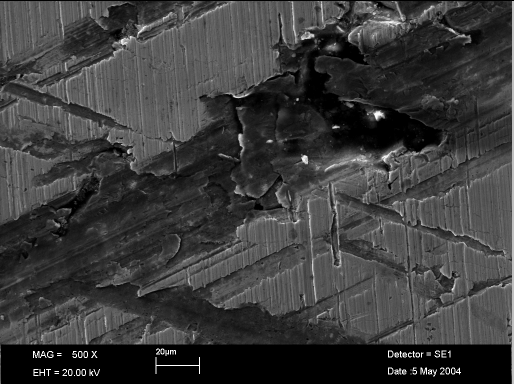 MAG = 500 X
EHT = 20.00 kV
20µm
Detector = SE1
Date :5 May 2004